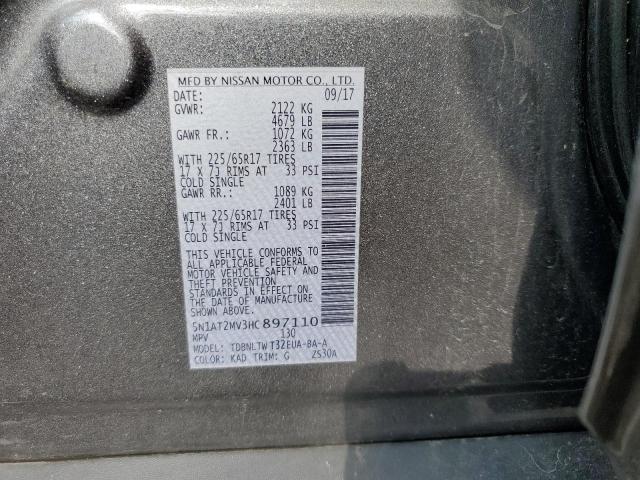 MFD BY NISSAN MOTOR CO., LTD.
DATE: 09/17
GVWR: 2122 KG
4679 LB
GAWR FR.: 1072 KG
2363 LB
WITH 225/65R17 TIRES
17 X 7J RIMS AT 33 PSI
COLD SINGLE
GAWR RR.: 1089 KG
2401 LB
WITH 225/65R17 TIRES
17 X 7J RIMS AT 33 PSI
COLD SINGLE
THIS VEHICLE CONFORMS TO
ALL APPLICABLE FEDERAL
MOTOR VEHICLE SAFETY AND
THEFT PREVENTION
STANDARDS IN EFFECT ON
THE DATE OF MANUFACTURE
SHOWN ABOVE.
5N1AT2MV3HC897110
MPV 130
MODEL: TDBNLTWT32EUA-BA-A
COLOR: KAD TRIM: G ZS30A